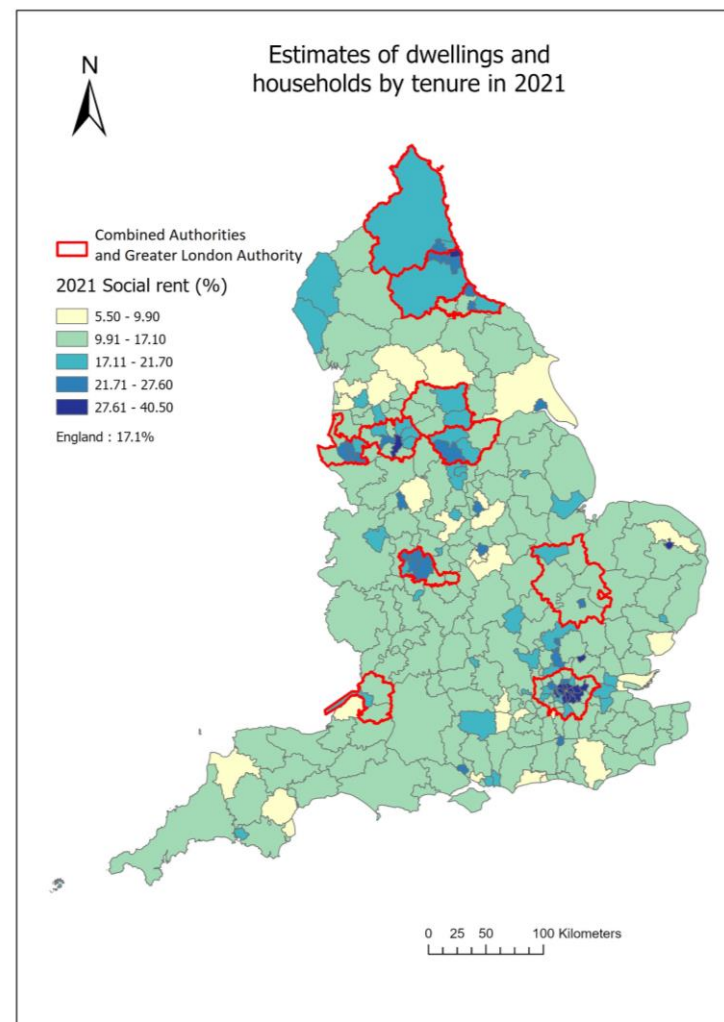 Estimates of dwellings and
households by tenure in 2021
N
Combined Authorities
and Greater London Authority
2021 Social rent (%)
5.50 - 9.90
9.91 - 17.10
17.11 - 21.70
21.71 - 27.60
27.61 - 40.50
England : 17.1%
0 25 50 100 Kilometers